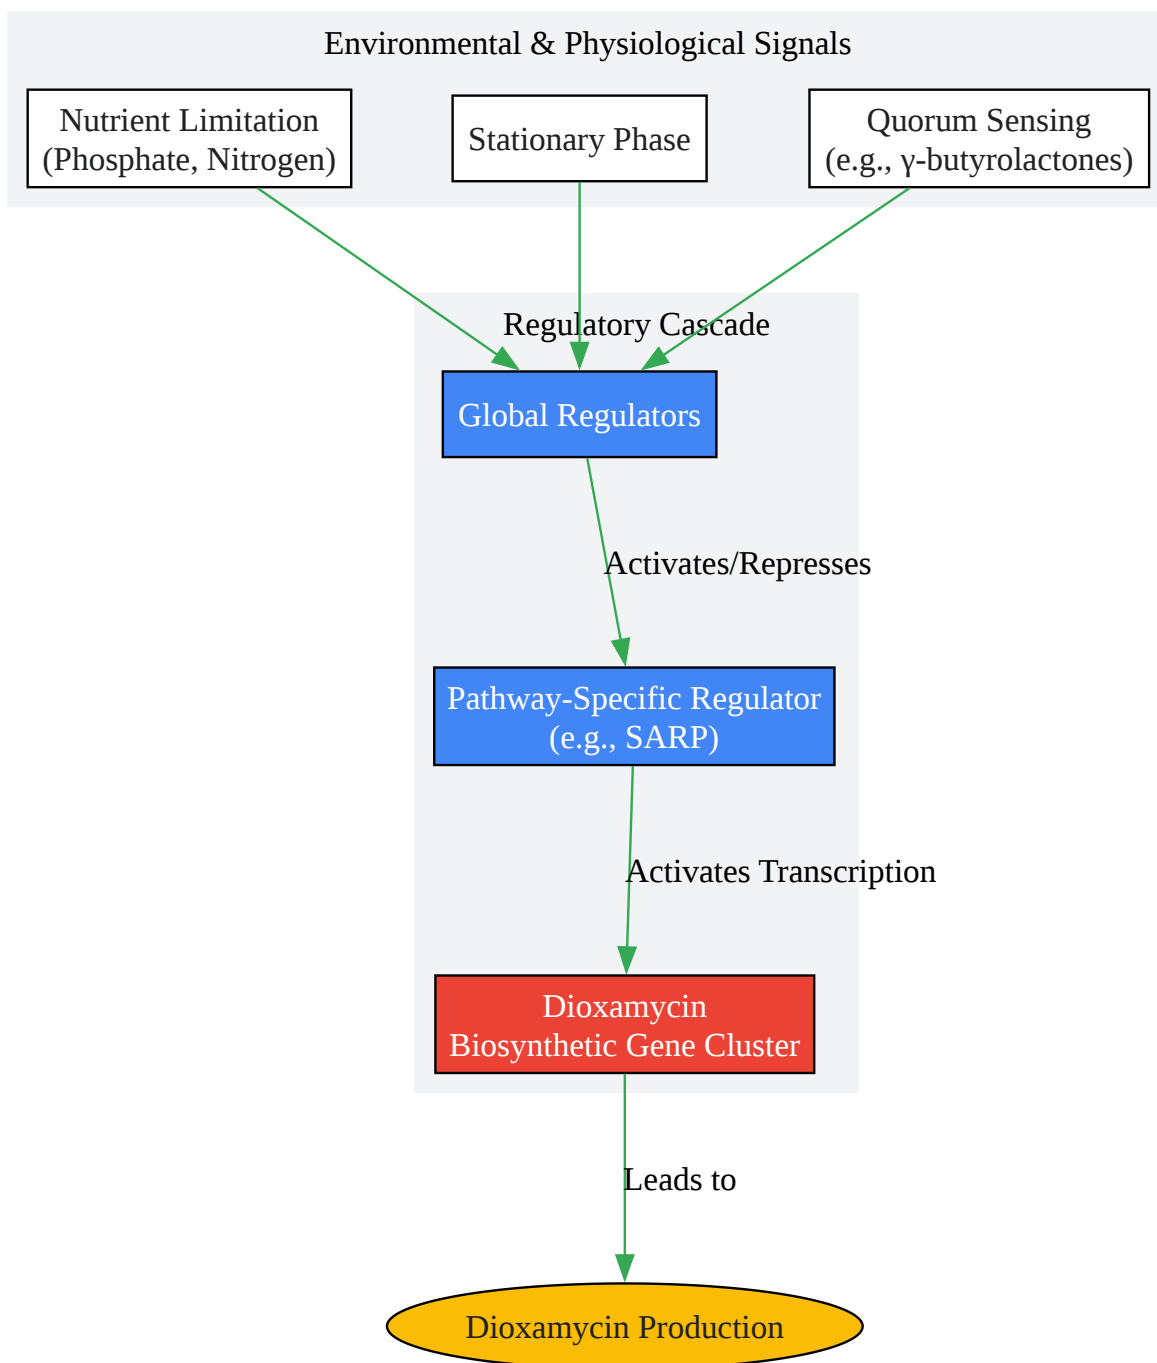 Environmental & Physiological Signals
Nutrient Limitation
(Phosphate, Nitrogen)
Stationary Phase
Quorum Sensing
(e.g., γ-butyrolactones)
Regulatory Cascade
Global Regulators
Activates/Represses
Pathway-Specific Regulator
(e.g., SARP)
Activates Transcription
Dioxamycin
Biosynthetic Gene Cluster
Leads to
Dioxamycin Production